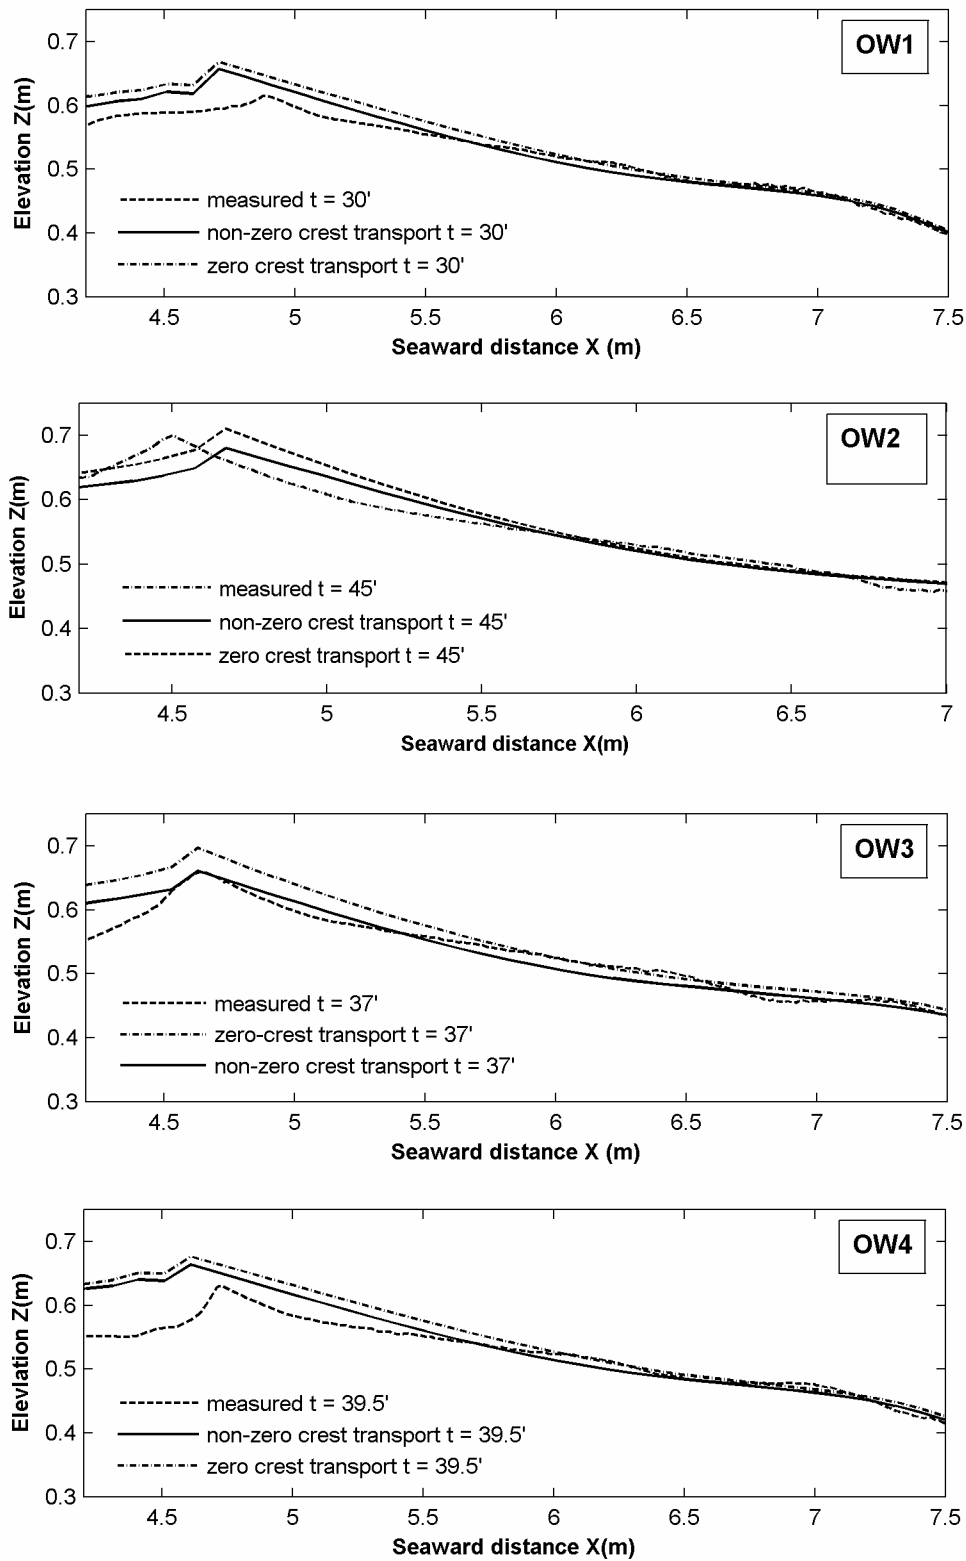 OW1
0.7
0.6
0.5
0.4
0.3
Elevation Z(m)
measured t = 30'
non-zero crest transport t = 30'
zero crest transport t = 30'
4.5 5 5.5 6 6.5 7 7.5
Seaward distance X (m)
OW2
0.7
0.6
0.5
0.4
0.3
Elevation Z(m)
measured t = 45'
non-zero crest transport t = 45'
zero crest transport t = 45'
4.5 5 5.5 6 6.5 7
Seaward distance X(m)
OW3
0.7
0.6
0.5
0.4
0.3
Elevation Z(m)
measured t = 37'
zero-crest transport t = 37'
non-zero crest transport t = 37'
4.5 5 5.5 6 6.5 7 7.5
Seaward distance X (m)
OW4
0.7
0.6
0.5
0.4
0.3
Elevlation Z(m)
measured t = 39.5'
non-zero crest transport t = 39.5'
zero crest transport t = 39.5'
4.5 5 5.5 6 6.5 7 7.5
Seaward distance X(m)